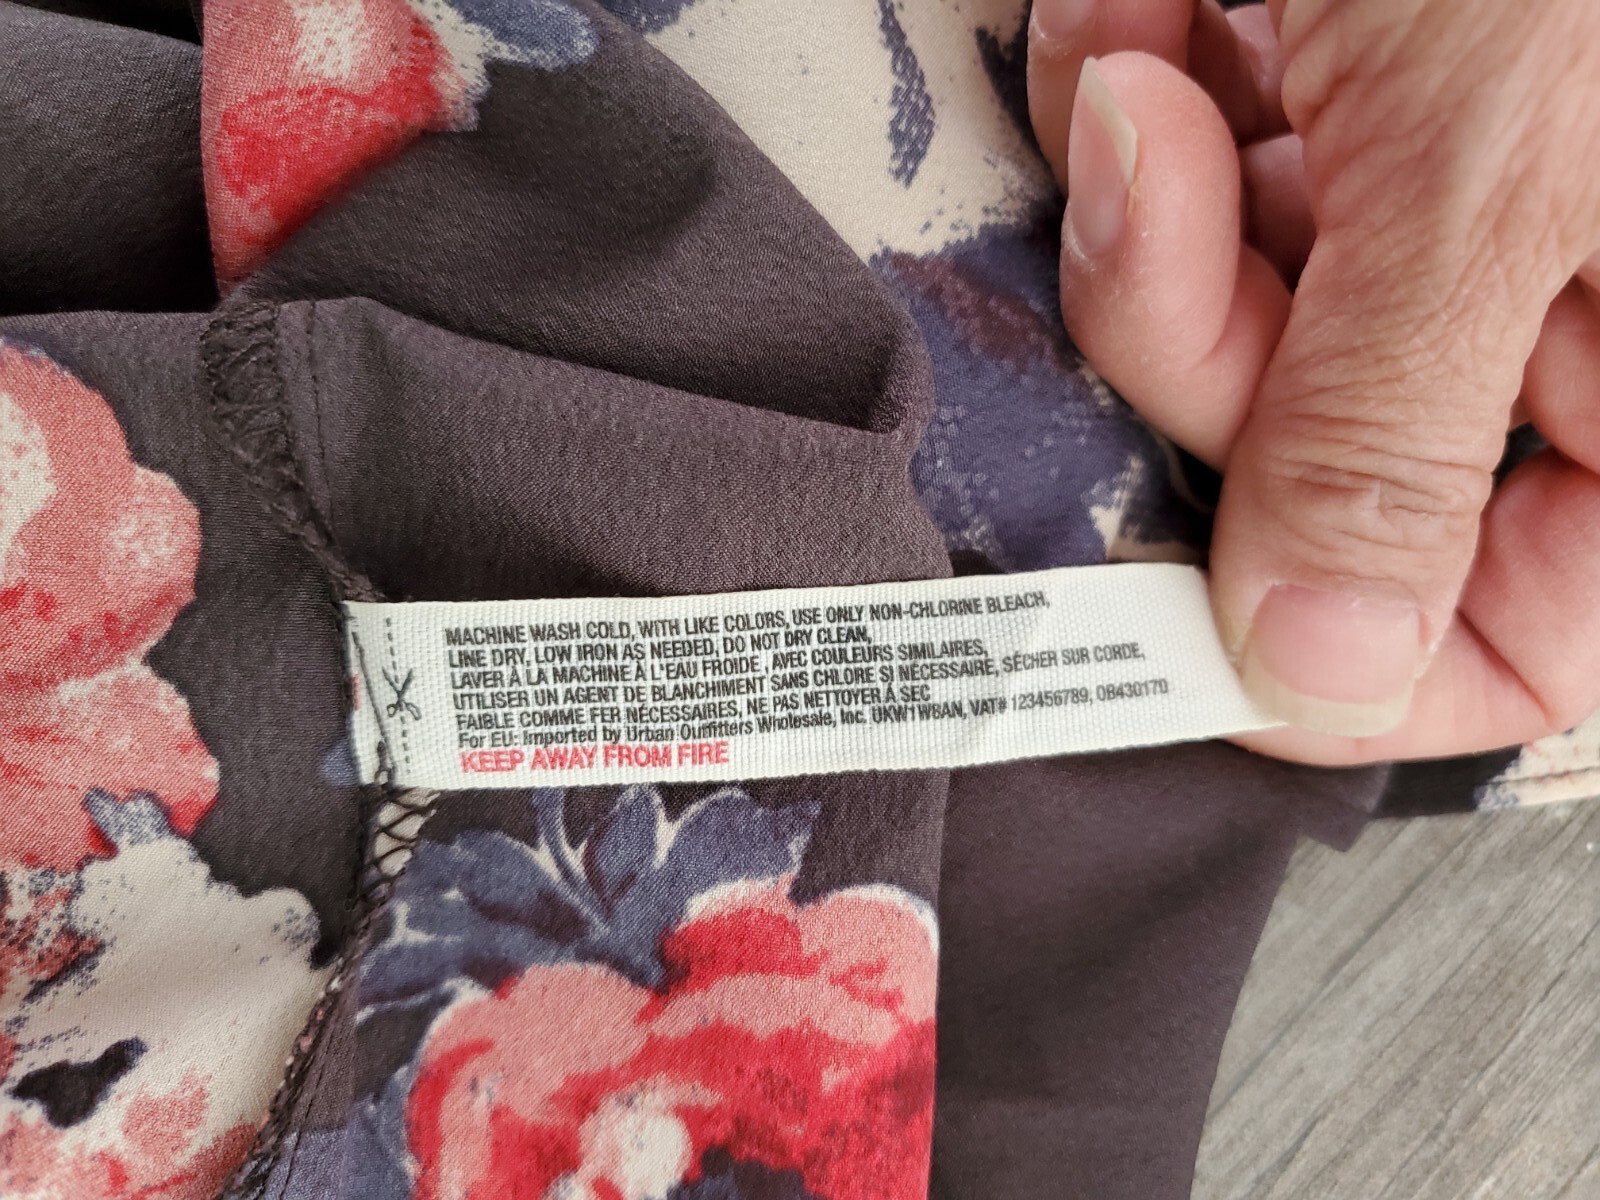 MACHINE WASH COLD, WITH LIKE COLORS, USE ONLY NON-CHLORINE BLEACH,
LINE DRY, LOW IRON AS NEEDED, DO NOT DRY CLEAN,
LAVER À LA MACHINE À L'EAU FROIDE, AVEC COULEURS SIMILAIRES,
UTILISER UN AGENT DE BLANCHIMENT SANS CHLORE SI NÉCESSAIRE, SÉCHER SUR CORDE,
FAIBLE COMME FER NÉCESSAIRES, NE PAS NETTOYER À SEC
For EU: Imported by Urban Outfitters Wholesale, Inc. UKW1W8AN, VAT# 123456789, OB430170
KEEP AWAY FROM FIRE